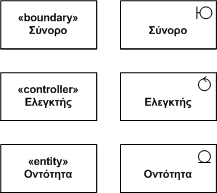 «boundary»
Σύνορο
Σύνορο
«controller»
Ελεγκτής
Ελεγκτής
«entity»
Οντότητα
Οντότητα